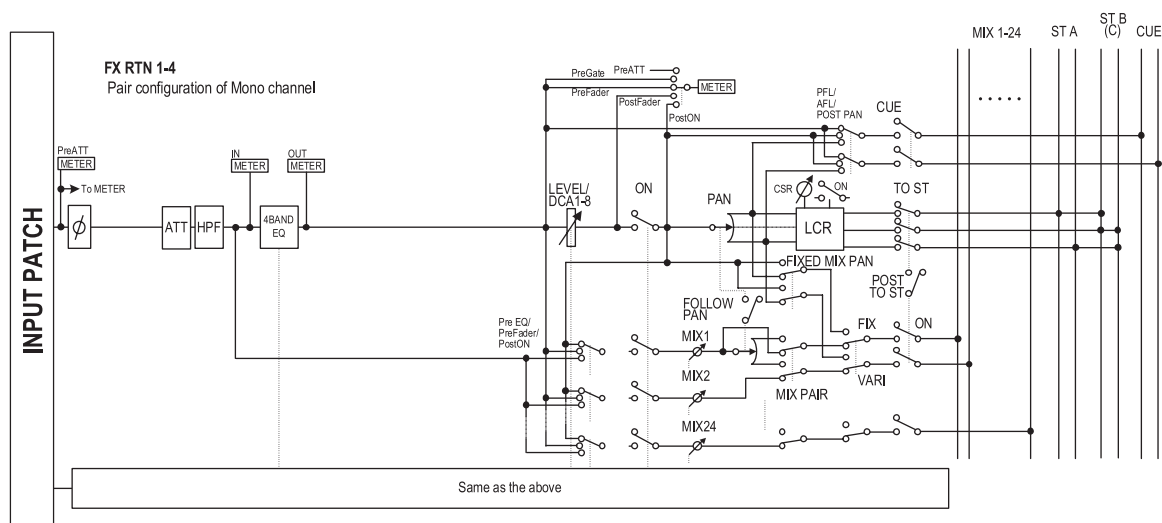 MIX 1-24
ST A
ST B
(C)
CUE
FX RTN 1-4
Pair configuration of Mono channel
INPUT PATCH
PreATT
METER
To METER
ϕ
ATT
HPF
IN
METER
4BAND
EQ
OUT
METER
PreGate
PreATT
PreFader
METER
PostFader
PostON
PFL/
AFL/
POST PAN
CUE
LEVEL/
DCA1-8
ON
PAN
CSR
ON
LCR
TO ST
FIXED MIX PAN
POST
TO ST
FOLLOW
PAN
FIX
ON
Pre EQ/
PreFader/
PostON
MIX1
MIX2
MIX PAIR
VARI
MIX24
Same as the above